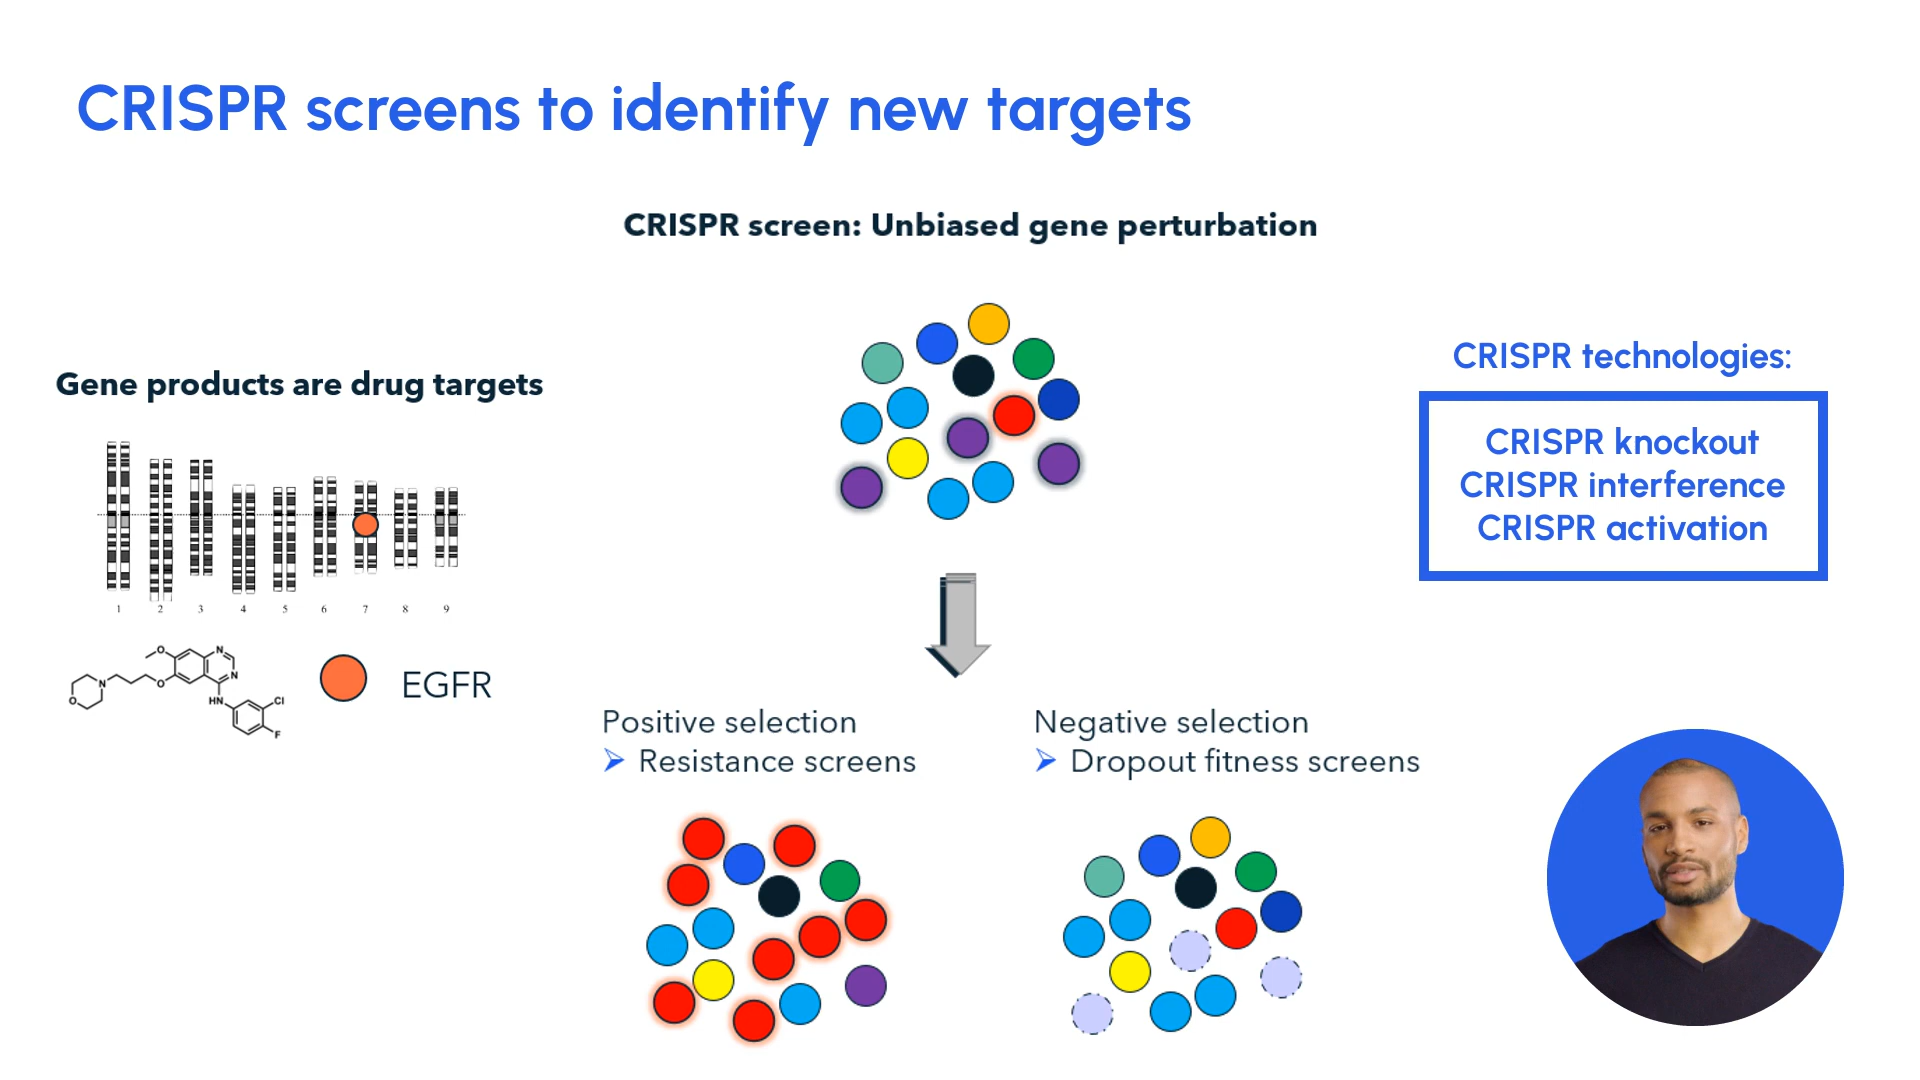 CRISPR screens to identify new targets
CRISPR screen: Unbiased gene perturbation
Gene products are drug targets
1 2 3 4 5 6 7 8 9
O
N
N
N
O
O
HN
Cl
F
EGFR
Positive selection
Resistance screens
Negative selection
Dropout fitness screens
CRISPR technologies:
CRISPR knockout
CRISPR interference
CRISPR activation